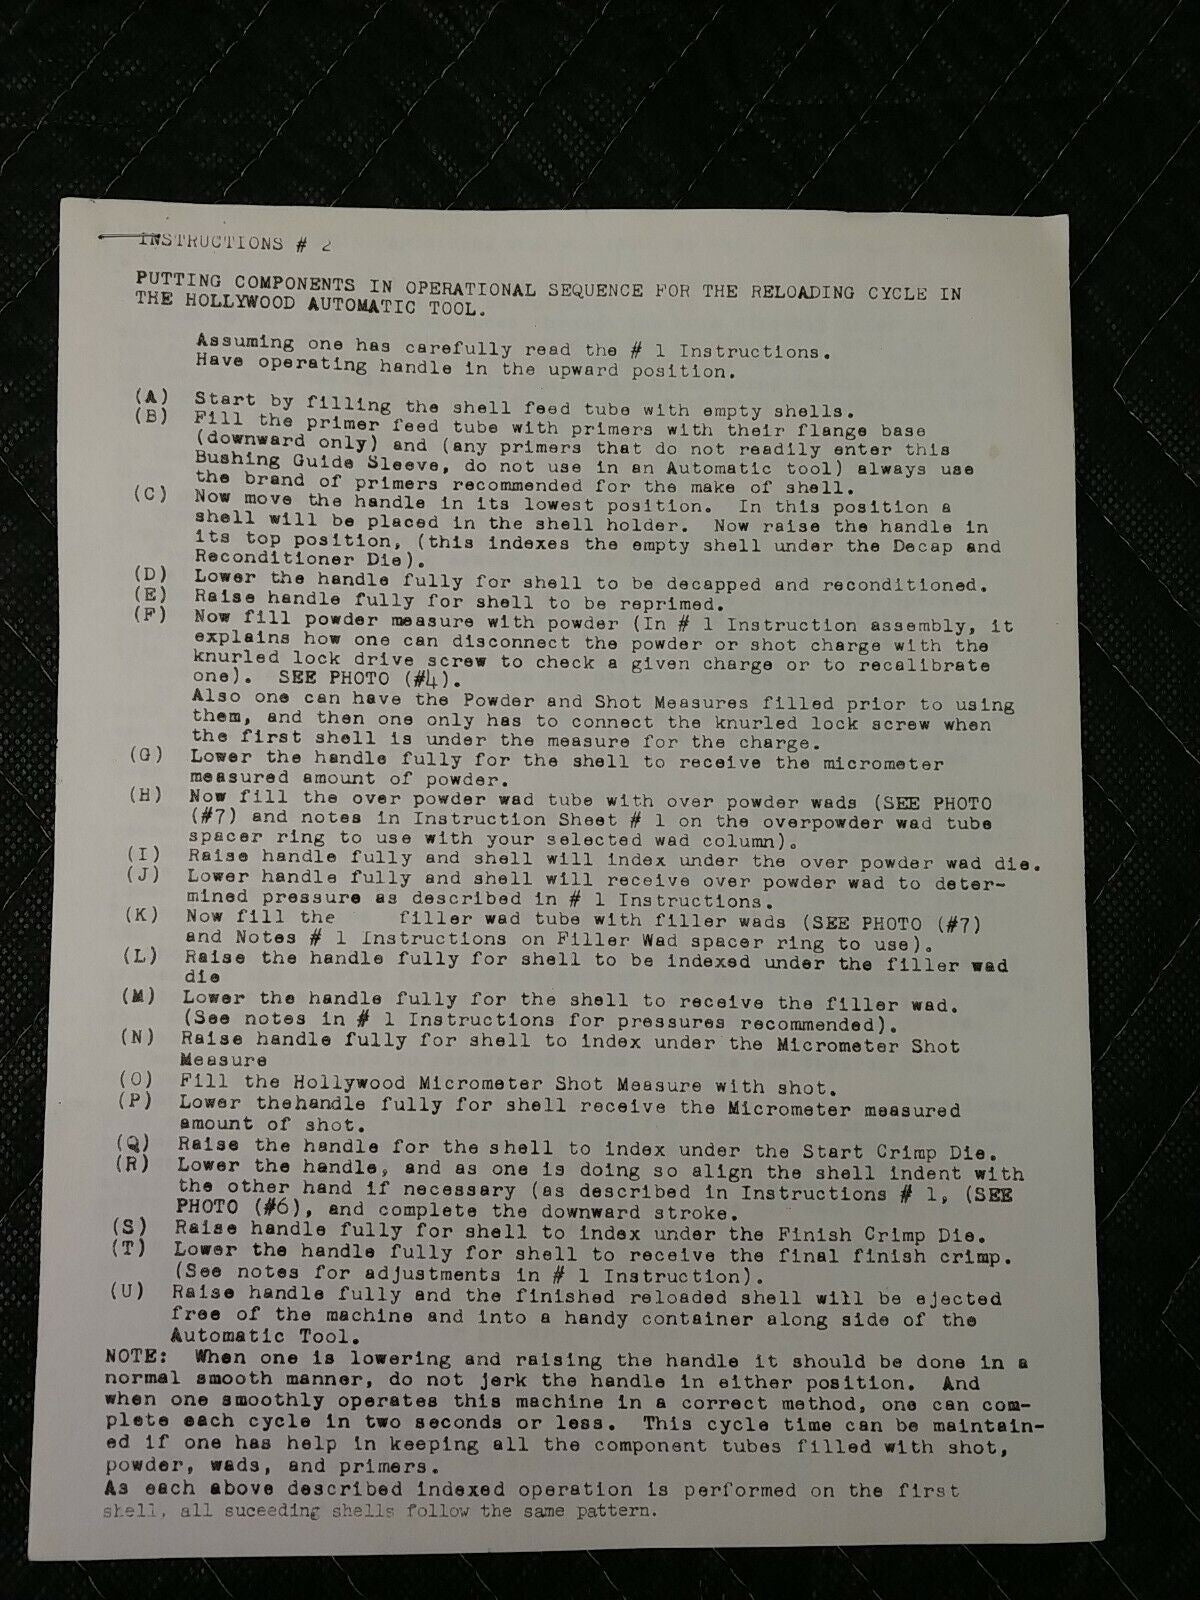 INSTRUCTIONS # 2
PUTTING COMPONENTS IN OPERATIONAL SEQUENCE FOR THE RELOADING CYCLE IN
THE HOLLYWOOD AUTOMATIC TOOL.
Assuming one has carefully read the # 1 Instructions.
Have operating handle in the upward position.
(A) Start by filling the shell feed tube with empty shells.
(B) Fill the primer feed tube with primers with their flange base
(downward only) and (any primers that do not readily enter this
Bushing Guide Sleeve, do not use in an Automatic tool) always use
the brand of primers recommended for the make of shell.
(C) Now move the handle in its lowest position. In this position a
shell will be placed in the shell holder. Now raise the handle in
its top position, (this indexes the empty shell under the Decap and
Reconditioner Die).
(D) Lower the handle fully for shell to be decapped and reconditioned.
(E) Raise handle fully for shell to be reprimed.
(F) Now fill powder measure with powder (In # 1 Instruction assembly, it
explains how one can disconnect the powder or shot charge with the
knurled lock drive screw to check a given charge or to recalibrate
one). SEE PHOTO (#4).
Also one can have the Powder and Shot Measures filled prior to using
them, and then one only has to connect the knurled lock screw when
the first shell is under the measure for the charge.
(G) Lower the handle fully for the shell to receive the micrometer
measured amount of powder.
(H) Now fill the over powder wad tube with over powder wads (SEE PHOTO
(#7) and notes in Instruction Sheet # 1 on the overpowder wad tube
spacer ring to use with your selected wad column).
(I) Raise handle fully and shell will index under the over powder wad die.
(J) Lower handle fully and shell will receive over powder wad to deter-
mined pressure as described in # 1 Instructions.
(K) Now fill the filler wad tube with filler wads (SEE PHOTO (#7)
and Notes # 1 Instructions on Filler Wad spacer ring to use).
(L) Raise the handle fully for shell to be indexed under the filler wad
die
(M) Lower the handle fully for the shell to receive the filler wad.
(See notes in # 1 Instructions for pressures recommended).
(N) Raise handle fully for shell to index under the Micrometer Shot
Measure
(O) Fill the Hollywood Micrometer Shot Measure with shot.
(P) Lower thehandle fully for shell receive the Micrometer measured
amount of shot.
(Q) Raise the handle for the shell to index under the Start Crimp Die.
(R) Lower the handle, and as one is doing so align the shell indent with
the other hand if necessary (as described in Instructions # 1, (SEE
PHOTO (#6), and complete the downward stroke.
(S) Raise handle fully for shell to index under the Finish Crimp Die.
(T) Lower the handle fully for shell to receive the final finish crimp.
(See notes for adjustments in # 1 Instruction).
(U) Raise handle fully and the finished reloaded shell will be ejected
free of the machine and into a handy container along side of the
Automatic Tool.
NOTE: When one is lowering and raising the handle it should be done in a
normal smooth manner, do not jerk the handle in either position. And
when one smoothly operates this machine in a correct method, one can com-
plete each cycle in two seconds or less. This cycle time can be maintain-
ed if one has help in keeping all the component tubes filled with shot,
powder, wads, and primers.
As each above described indexed operation is performed on the first
shell, all suceeding shells follow the same pattern.